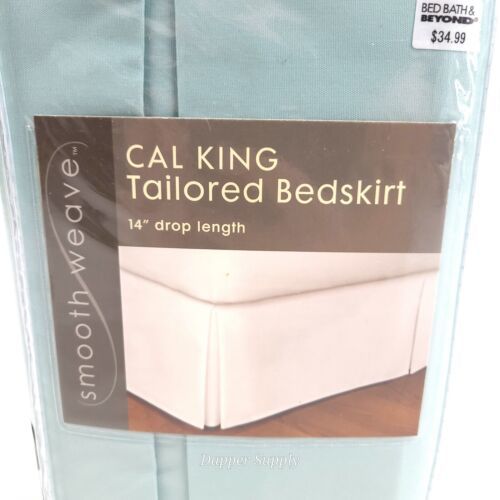 BED BATH &
BEYOND®
$34.99
smooth weave™
CAL KING
Tailored Bedskirt
14" drop length
Dapper Supply